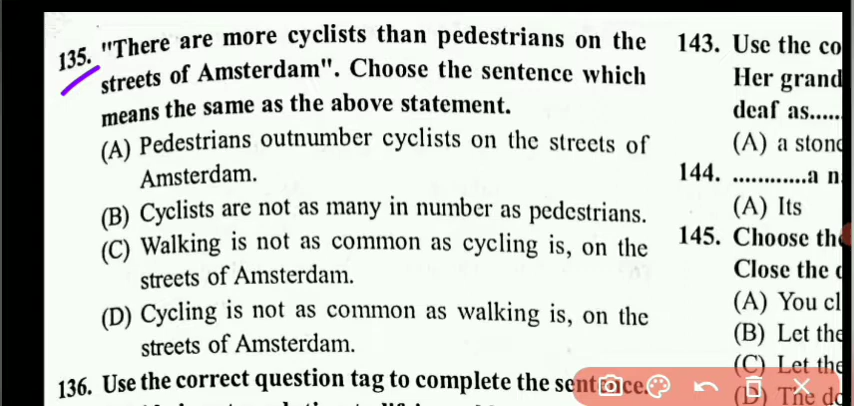 135. "There are more cyclists than pedestrians on the
streets of Amsterdam". Choose the sentence which
means the same as the above statement.
(A) Pedestrians outnumber cyclists on the streets of
Amsterdam.
(B) Cyclists are not as many in number as pedestrians.
(C) Walking is not as common as cycling is, on the
streets of Amsterdam.
(D) Cycling is not as common as walking is, on the
streets of Amsterdam.
136. Use the correct question tag to complete the sentence.
143. Use the co
Her grand
deaf as......
(A) a stone
144. .............a n
(A) Its
145. Choose the
Close the
(A) You cl
(B) Let the
(C) Let the
(D) The do